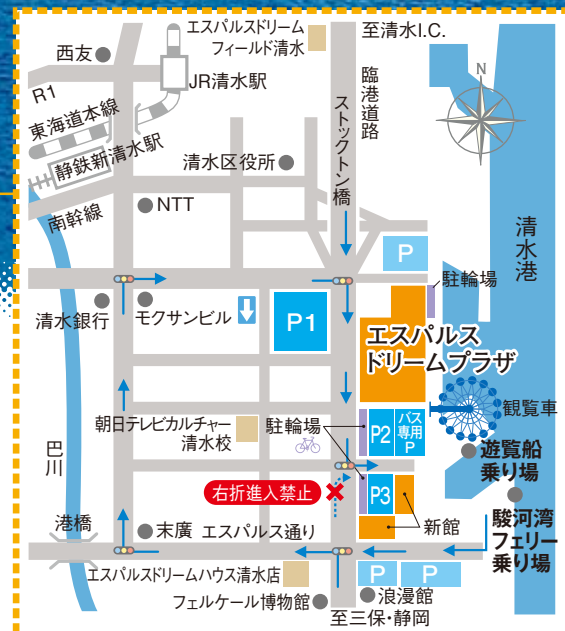 エスパルスドリーム
フィールド清水
至清水I.C.
西友
JR清水駅
R1
東海道本線
静鉄新清水駅
臨港道路
ストックトン橋
N
清水区役所
南幹線
NTT
P
清水港
駐輪場
清水銀行
モクサンビル
P1
エスパルス
ドリームプラザ
観覧車
朝日テレビカルチャー
清水校
駐輪場
P2
バス
専用
P
遊覧船
乗り場
巴川
右折進入禁止
P3
新館
港橋
末廣
エスパルス通り
駿河湾
フェリー
乗り場
エスパルスドリームハウス清水店
P
P
フェルケール博物館
浪漫館
至三保・静岡